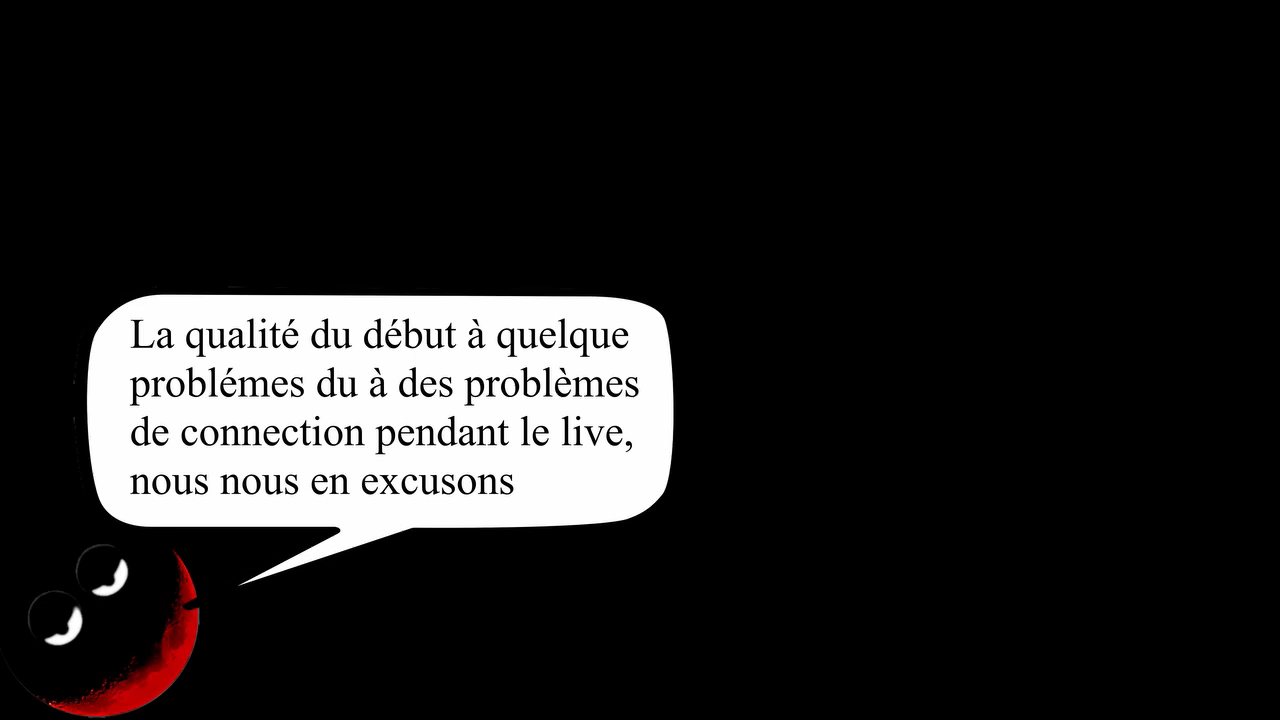 La qualité du début à quelque
problémes du à des problèmes
de connection pendant le live,
nous nous en excusons